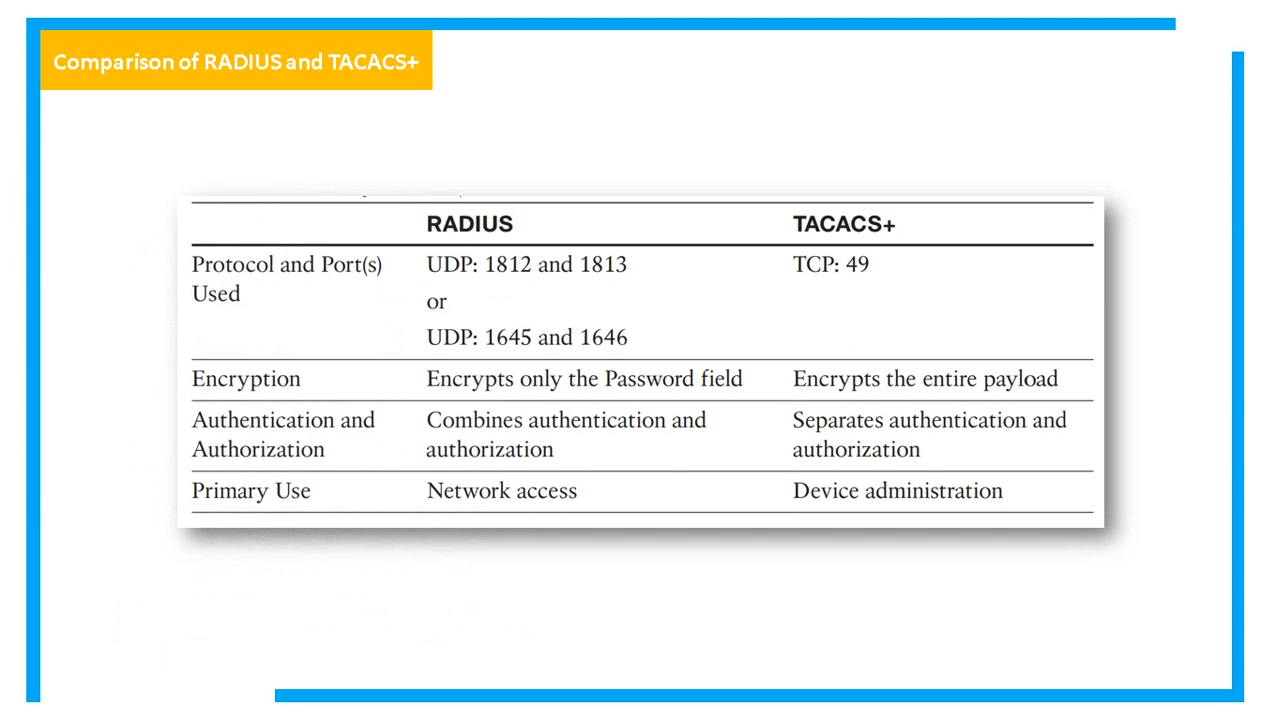 Comparison of RADIUS and TACACS+
RADIUS TACACS+
Protocol and Port(s) UDP: 1812 and 1813 TCP: 49
Used
or
UDP: 1645 and 1646
Encryption Encrypts only the Password field Encrypts the entire payload
Authentication and Combines authentication and Separates authentication and
Authorization authorization authorization
Primary Use Network access Device administration